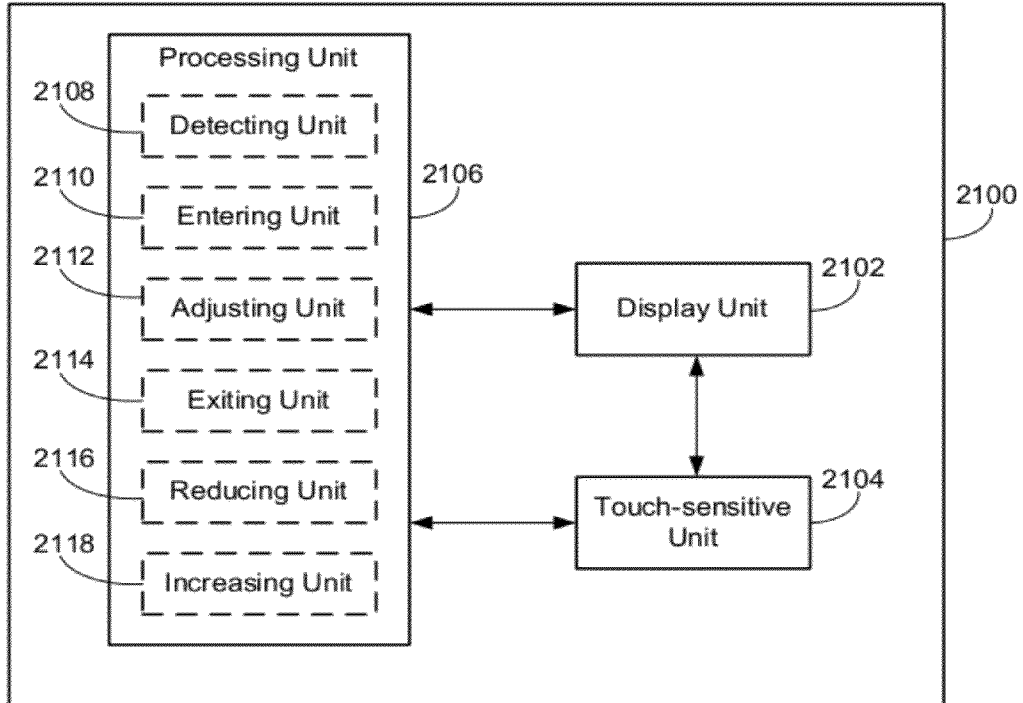 Processing Unit
2108
Detecting Unit
2110
Entering Unit
2106
2100
2112
Adjusting Unit
2102
Display Unit
2114
Exiting Unit
2116
Reducing Unit
2104
Touch-sensitive
Unit
2118
Increasing Unit